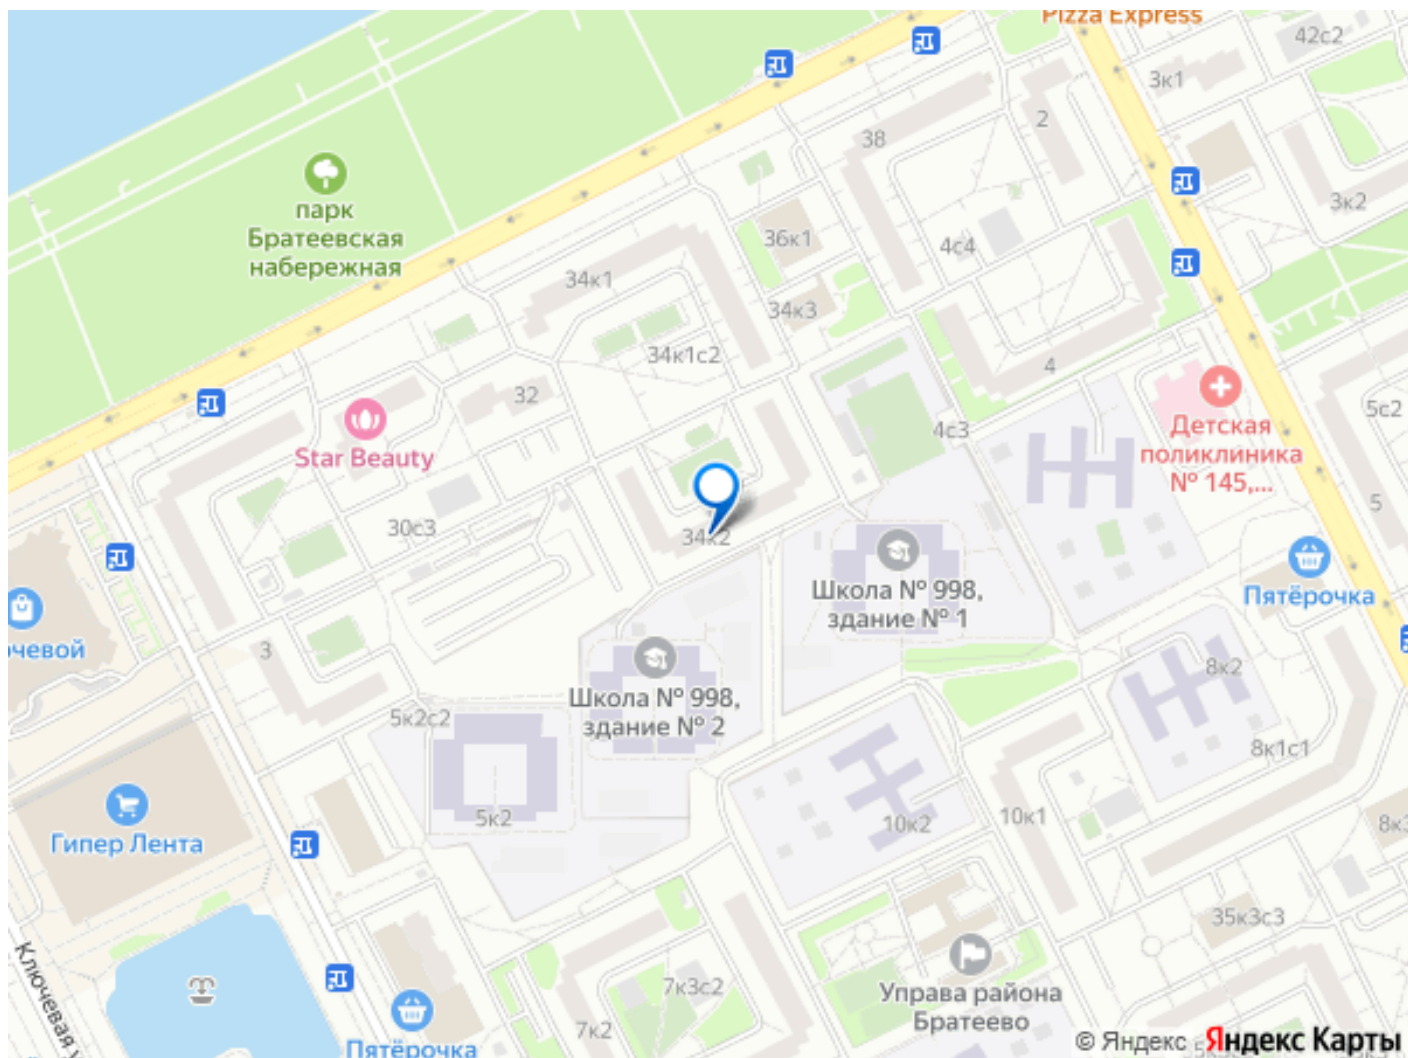 Pizza Express
42с2
3к1
2
38
парк
Братеевская
набережная
36к1
4с4
3к2
34к1
34к3
34к1с2
32
4
5с2
Star Beauty
4с3
Детская
поликлиника
№ 145,...
30с3
34к2
5
Школа № 998,
здание № 1
Пятёрочка
чевой
3
8к2
Школа № 998,
здание № 2
5к2с2
8к1с1
Гипер Лента
5к2
10к2
10к1
8к3
35к3с3
Ключевая у
7к3с2
Управа района
Братеево
7к2
Пятёрочка
© Яндекс Яндекс Карты